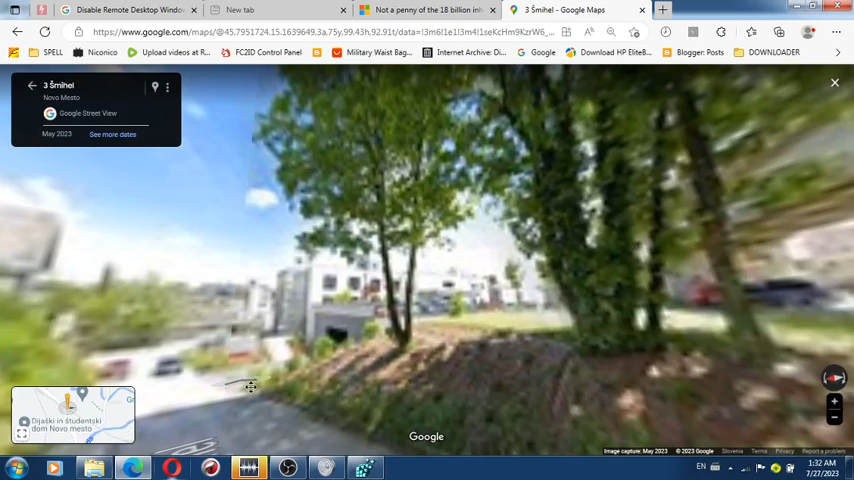 Disable Remote Desktop Window
New tab
Not a penny of the 18 billion inh
3 Šmihel - Google Maps
https://www.google.com/maps/@45.7951724,15.1639649,3a,75y,99.43h,92.91t/data=!3m6!1e1!3m4!1seKcHm9KzrW6_...
SPELL
Niconico
Upload videos at R...
FC2ID Control Panel
Military Waist Bag...
Internet Archive: Di...
Google
Download HP EliteB...
Blogger: Posts
DOWNLOADER
3 Šmihel
Novo Mesto
Google Street View
May 2023
See more dates
Gr
Dijaški in študentski
dom Novo mesto
Google
Image capture: May 2023
© 2023 Google
Slovenia
Terms
Privacy
Report a problem
EN
1:32 AM
7/27/2023